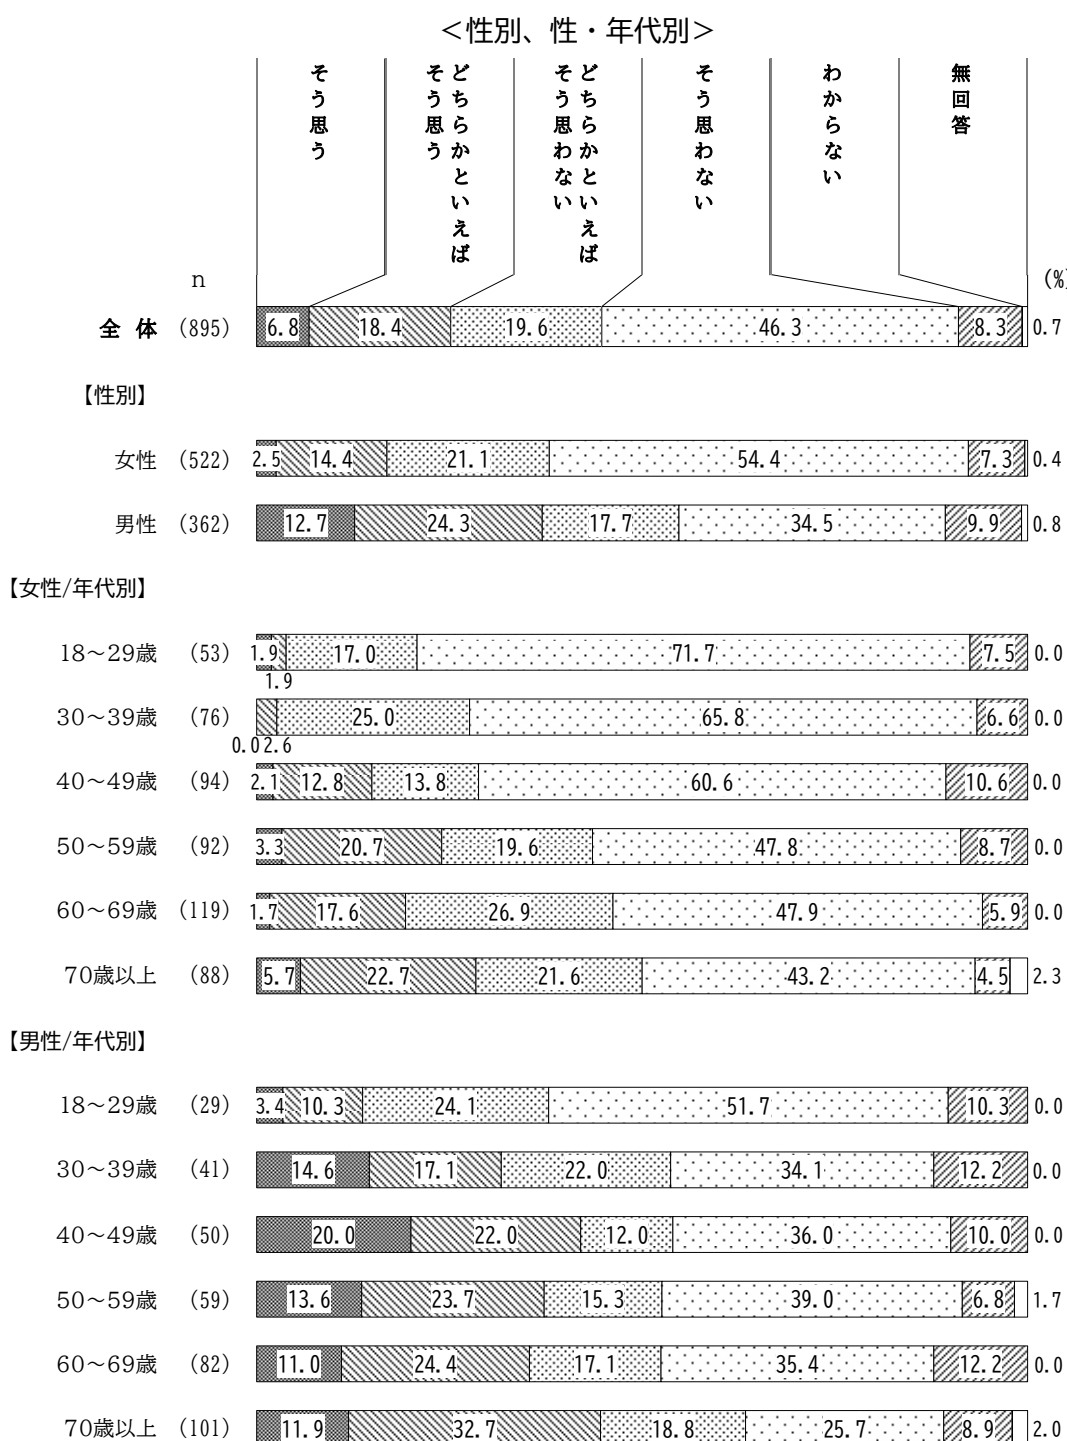 ＜性別、性・年代別＞
そう思う
どちらかといえば
そう思う
どちらかといえば
そう思わない
そう思わない
わからない
無回答
n
(%)
全 体 (895) 6.8 18.4 19.6 46.3 8.3 0.7
【性別】
女性 (522) 2.5 14.4 21.1 54.4 7.3 0.4
男性 (362) 12.7 24.3 17.7 34.5 9.9 0.8
【女性/年代別】
18～29歳 (53) 1.9 17.0 71.7 7.5 0.0
1.9
30～39歳 (76) 25.0 65.8 6.6 0.0
0.0 2.6
40～49歳 (94) 2.1 12.8 13.8 60.6 10.6 0.0
50～59歳 (92) 3.3 20.7 19.6 47.8 8.7 0.0
60～69歳 (119) 1.7 17.6 26.9 47.9 5.9 0.0
70歳以上 (88) 5.7 22.7 21.6 43.2 4.5 2.3
【男性/年代別】
18～29歳 (29) 3.4 10.3 24.1 51.7 10.3 0.0
30～39歳 (41) 14.6 17.1 22.0 34.1 12.2 0.0
40～49歳 (50) 20.0 22.0 12.0 36.0 10.0 0.0
50～59歳 (59) 13.6 23.7 15.3 39.0 6.8 1.7
60～69歳 (82) 11.0 24.4 17.1 35.4 12.2 0.0
70歳以上 (101) 11.9 32.7 18.8 25.7 8.9 2.0